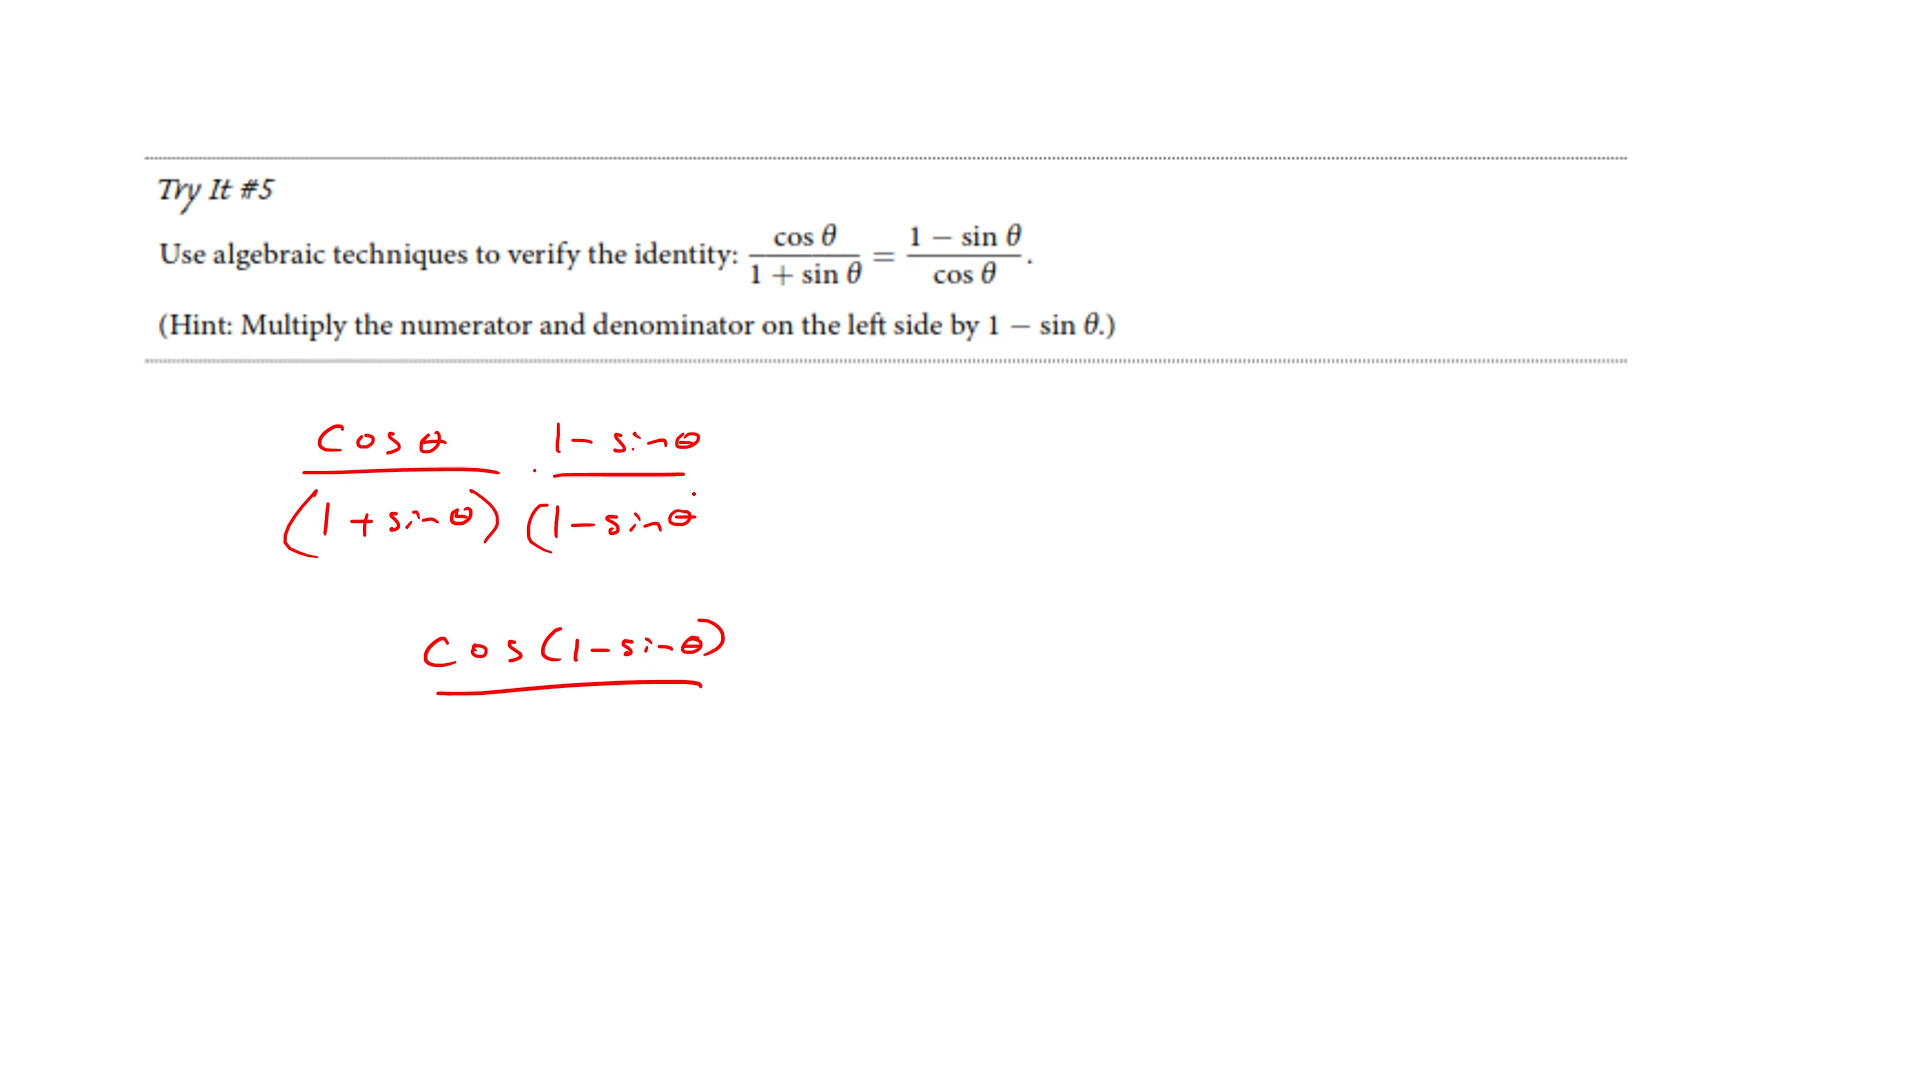 Try It #5
Use algebraic techniques to verify the identity: cos θ / 1 + sin θ = 1 − sin θ / cos θ.
(Hint: Multiply the numerator and denominator on the left side by 1 − sin θ.)
cos θ / (1 + sin θ) · 1 − sin θ / (1 − sin θ
cos(1 − sin θ)